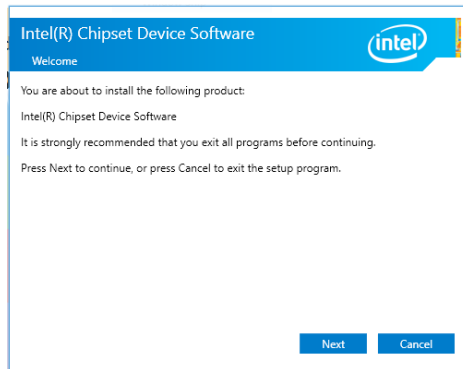 Intel(R) Chipset Device Software
intel
Welcome
You are about to install the following product:
Intel(R) Chipset Device Software
It is strongly recommended that you exit all programs before continuing.
Press Next to continue, or press Cancel to exit the setup program.
Next
Cancel